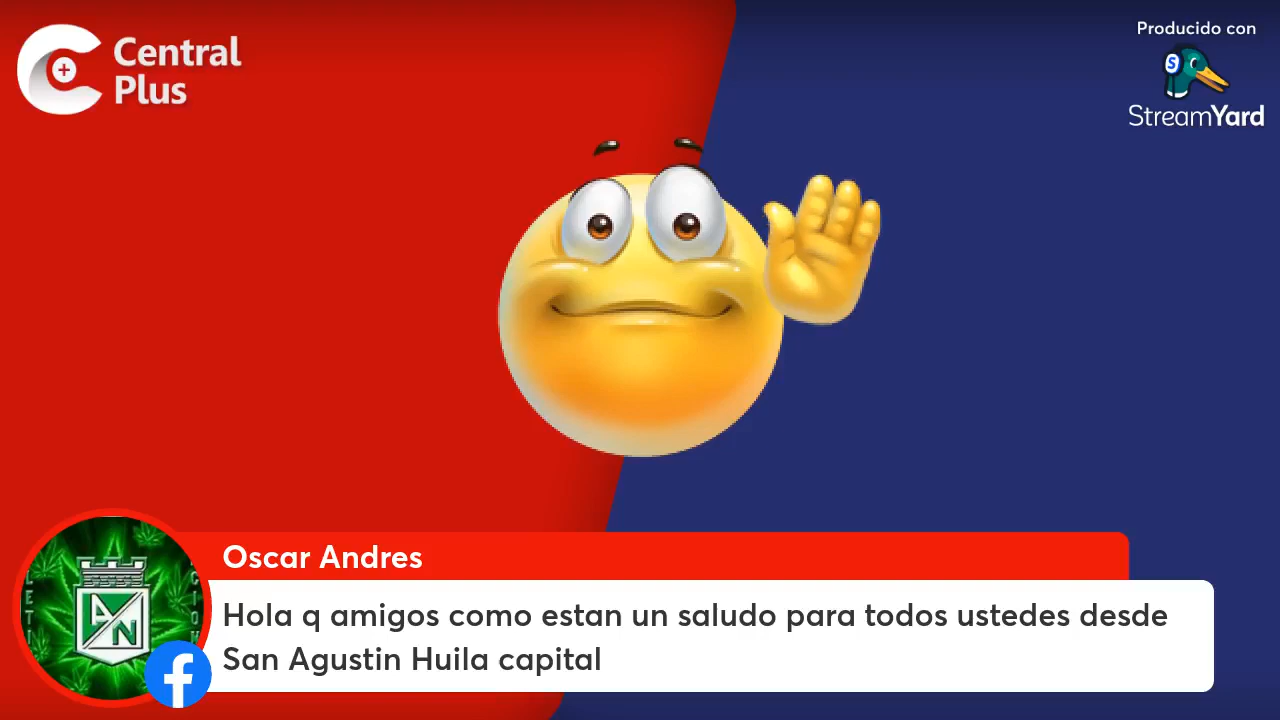 Central
Plus
Producido con
S
StreamYard
Oscar Andres
AN
Hola q amigos como estan un saludo para todos ustedes desde
San Agustin Huila capital